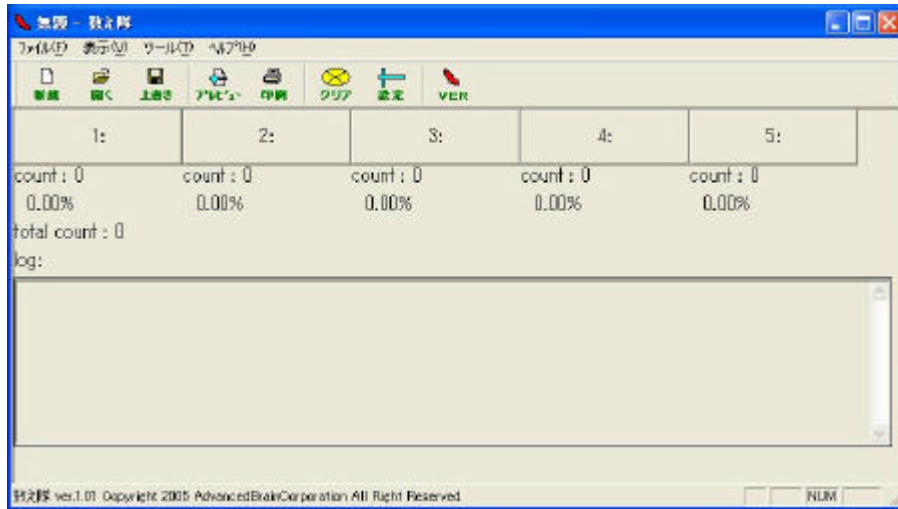 無題 - 数え隊
ファイル(F) 表示(V) ツール(T) ヘルプ(H)
新規 開く 上書き プレビュー 印刷 クリア 設定 VER
1: 2: 3: 4: 5:
count : 0 count : 0 count : 0 count : 0 count : 0
0.00% 0.00% 0.00% 0.00% 0.00%
total count : 0
log:
数え隊 ver.1.01 Copyright 2005 AdvancedBrainCorporation All Right Reserved. NUM